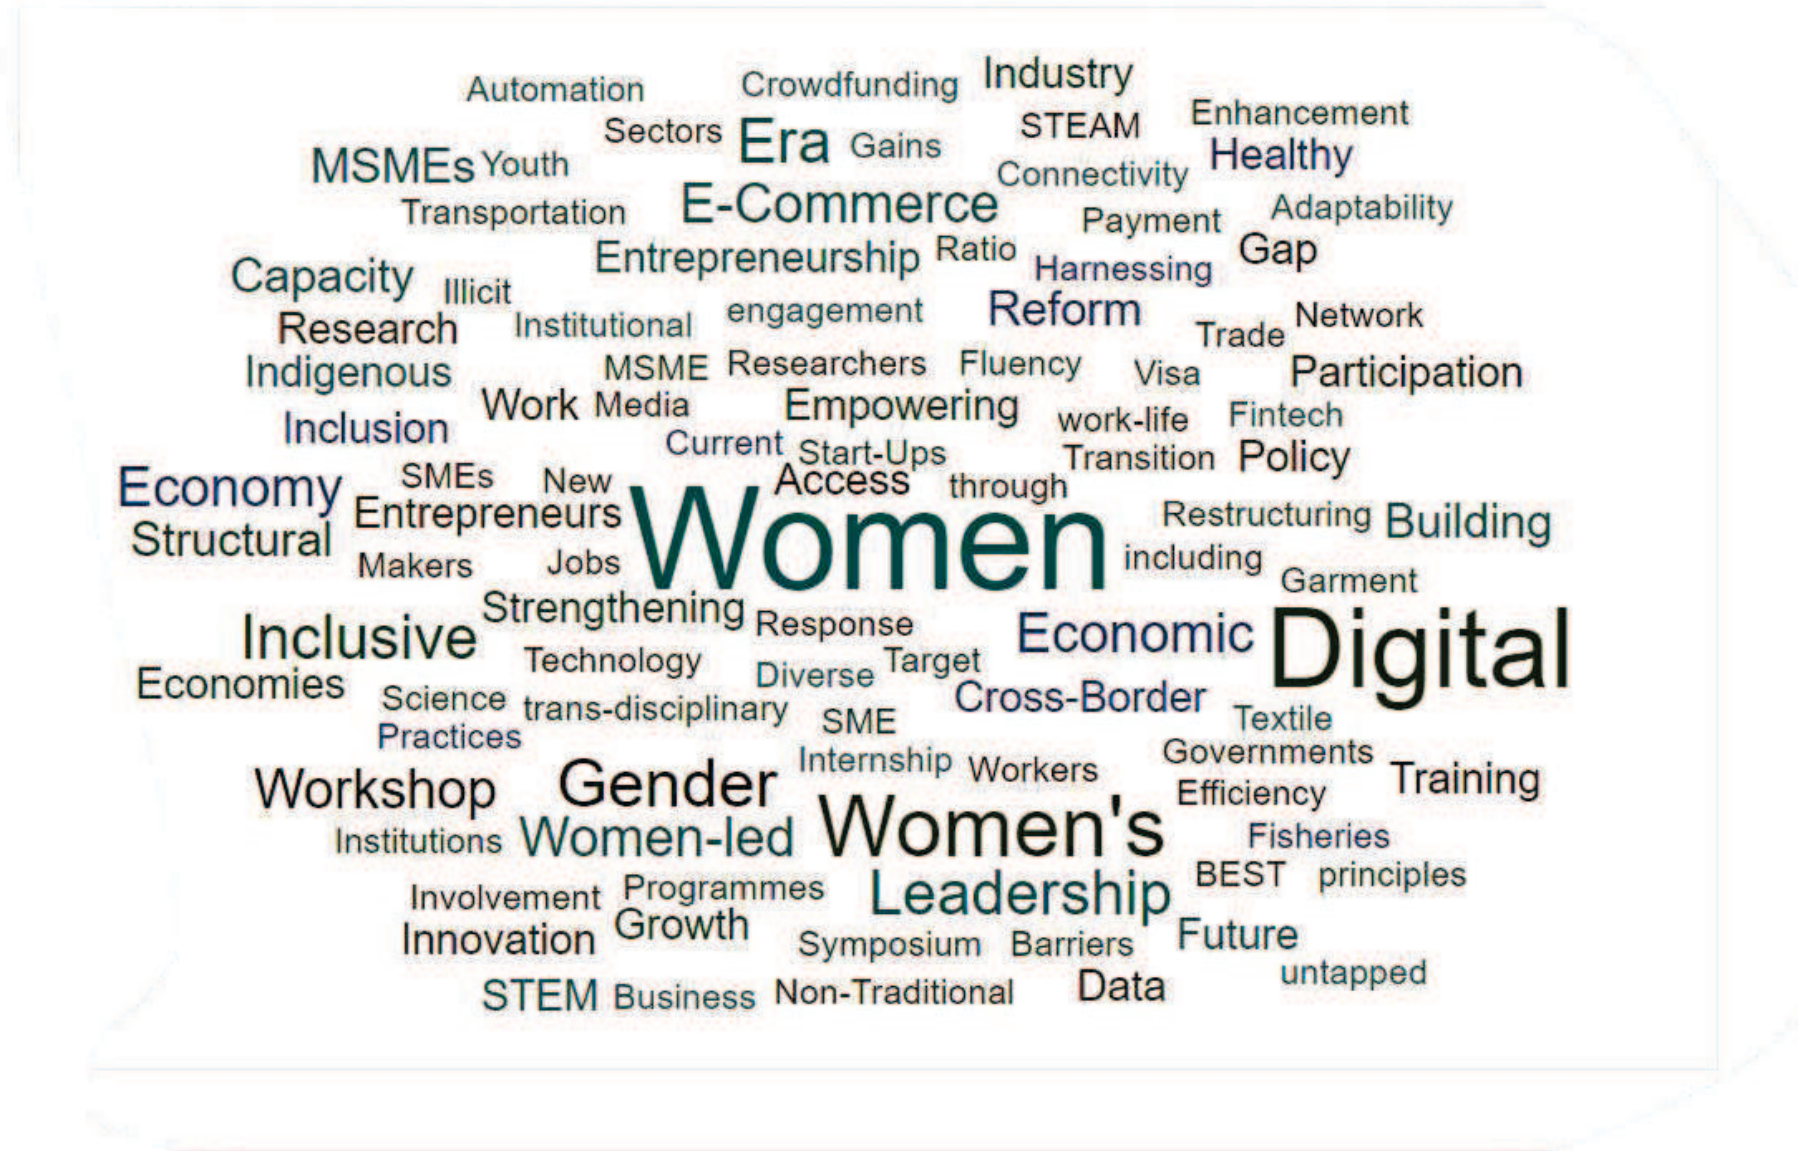 Automation Crowdfunding Industry
Sectors Era Gains STEAM Enhancement
MSMEs Youth Connectivity Healthy
Transportation E-Commerce Payment Adaptability
Capacity Illicit Entrepreneurship Ratio Harnessing Gap
Research Institutional engagement Reform Trade Network
Indigenous MSME Researchers Fluency Visa Participation
Inclusion Work Media Empowering work-life Fintech
Current Start-Ups Transition Policy
Economy SMEs New Access through
Structural Entrepreneurs Women Restructuring Building
Makers Jobs including Garment
Inclusive Strengthening Response Economic Digital
Economies Technology Diverse Target
Science trans-disciplinary SME Cross-Border Textile
Practices Internship Workers Governments
Workshop Gender Efficiency Training
Institutions Women-led Women's Fisheries
Involvement Programmes Leadership BEST principles
Innovation Growth Symposium Barriers Future
untapped
STEM Business Non-Traditional Data